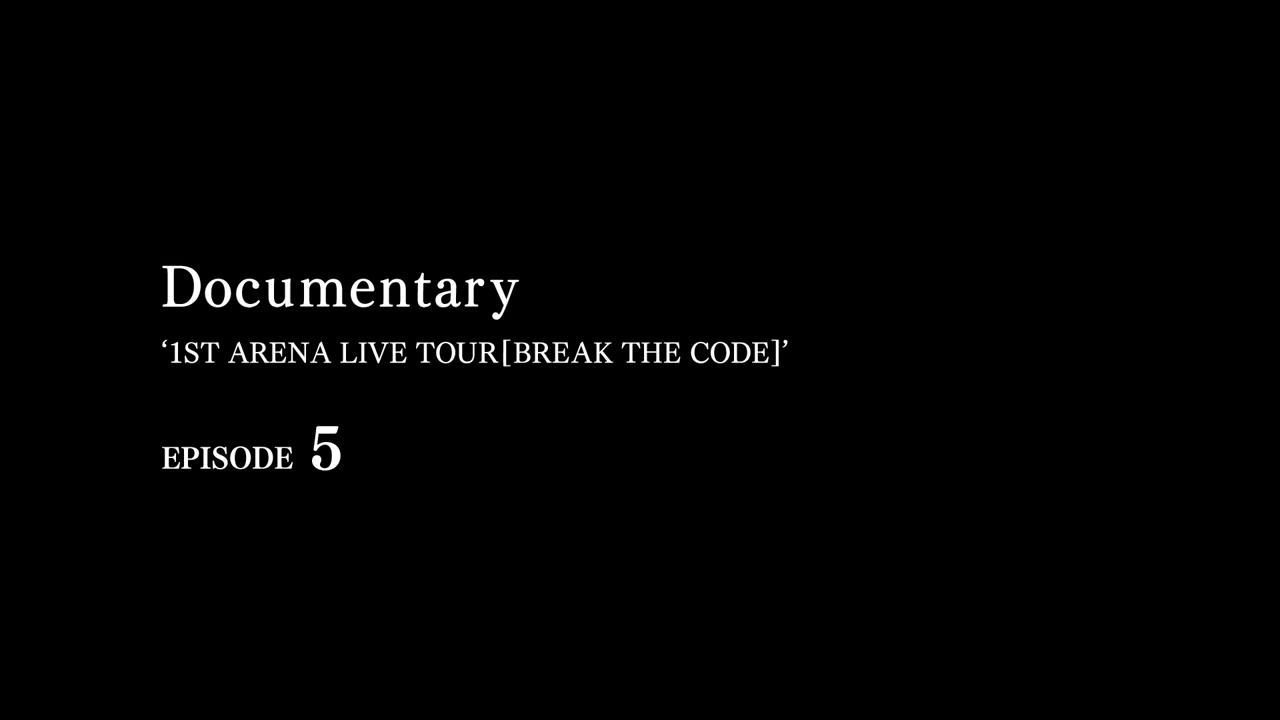 Documentary
‘1ST ARENA LIVE TOUR[BREAK THE CODE]’
EPISODE 5